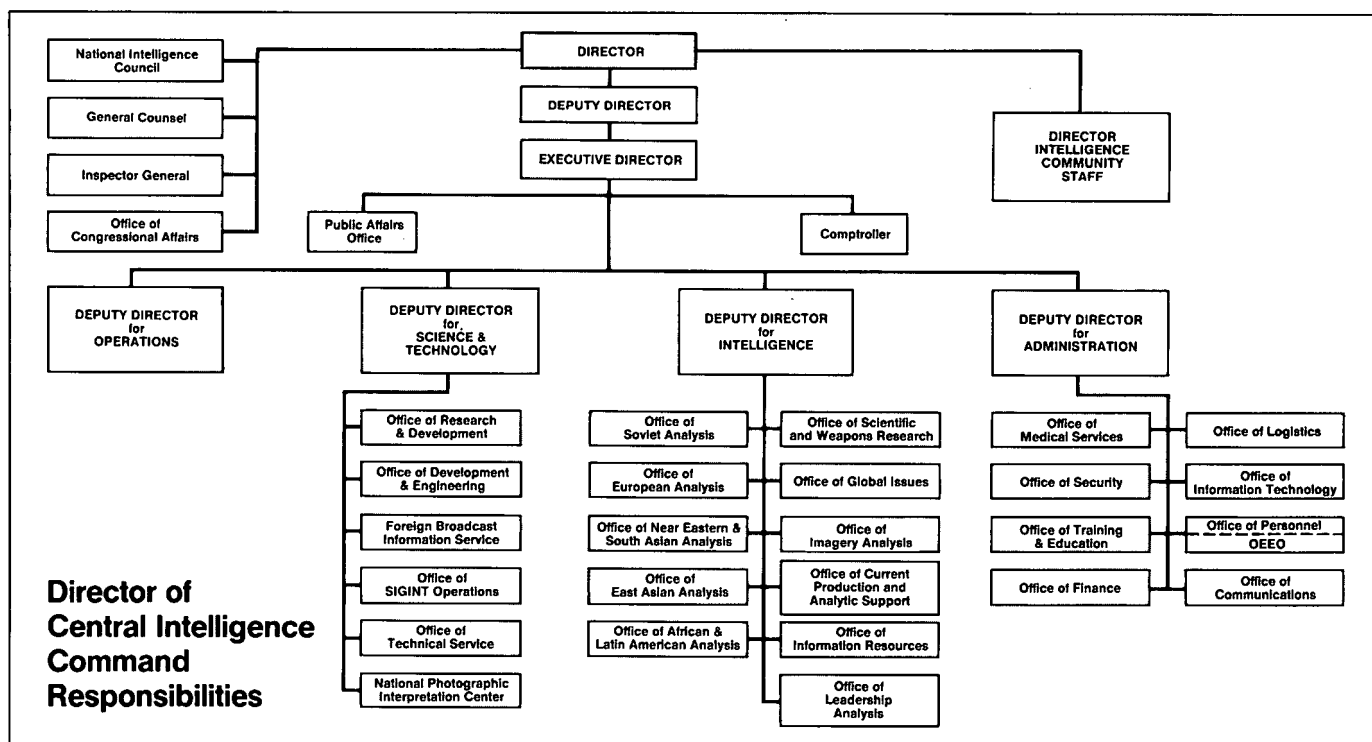 DIRECTOR
DEPUTY DIRECTOR
EXECUTIVE DIRECTOR
National Intelligence
Council
General Counsel
Inspector General
Office of
Congressional Affairs
DIRECTOR
INTELLIGENCE
COMMUNITY
STAFF
Public Affairs
Office
Comptroller
DEPUTY DIRECTOR
for
OPERATIONS
DEPUTY DIRECTOR
for
SCIENCE &
TECHNOLOGY
DEPUTY DIRECTOR
for
INTELLIGENCE
DEPUTY DIRECTOR
for
ADMINISTRATION
Office of Research
& Development
Office of Development
& Engineering
Foreign Broadcast
Information Service
Office of
SIGINT Operations
Office of
Technical Service
National Photographic
Interpretation Center
Office of
Soviet Analysis
Office of
European Analysis
Office of Near Eastern &
South Asian Analysis
Office of
East Asian Analysis
Office of African &
Latin American Analysis
Office of Scientific
and Weapons Research
Office of Global Issues
Office of
Imagery Analysis
Office of Current
Production and
Analytic Support
Office of
Information Resources
Office of
Leadership
Analysis
Office of
Medical Services
Office of Security
Office of Training
& Education
Office of Finance
Office of Logistics
Office of
Information Technology
Office of Personnel
OEEO
Office of
Communications
Director of
Central Intelligence
Command
Responsibilities